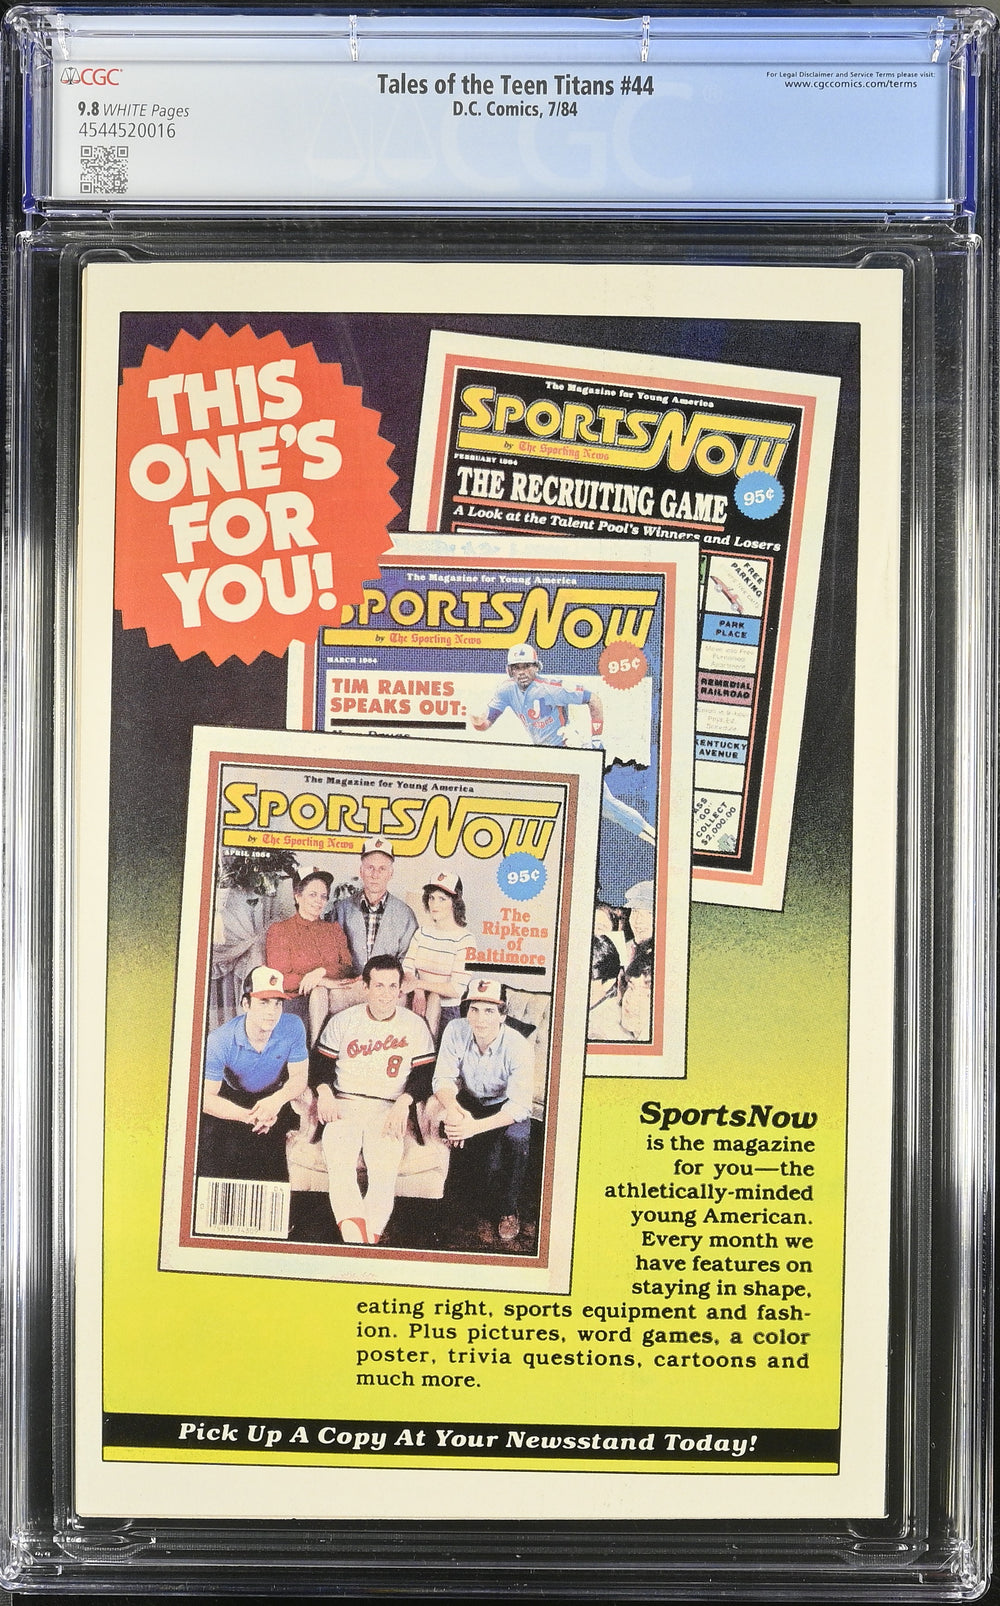 CGC
9.8 WHITE Pages
4544520016
Tales of the Teen Titans #44
D.C. Comics, 7/84
For Legal Disclaimer and Service Terms please visit:
www.cgccomics.com/terms
THIS
ONE'S
FOR
YOU!
The Magazine for Young America
SPORTSNOW
by The Sporting News
FEBRUARY 1984
95¢
THE RECRUITING GAME
A Look at the Talent Pool's Winners and Losers
FREE
PARKING
PARK
PLACE
REMEDIAL
RAILROAD
KENTUCKY
AVENUE
GO
COLLECT
$2,000.00
The Magazine for Young America
SPORTSNOW
by The Sporting News
MARCH 1984
95¢
TIM RAINES
SPEAKS OUT:
The Magazine for Young America
SPORTSNOW
by The Sporting News
APRIL 1984
95¢
The
Ripkens
of
Baltimore
Orioles
8
SportsNow
is the magazine
for you—the
athletically-minded
young American.
Every month we
have features on
staying in shape,
eating right, sports equipment and fash-
ion. Plus pictures, word games, a color
poster, trivia questions, cartoons and
much more.
Pick Up A Copy At Your Newsstand Today!